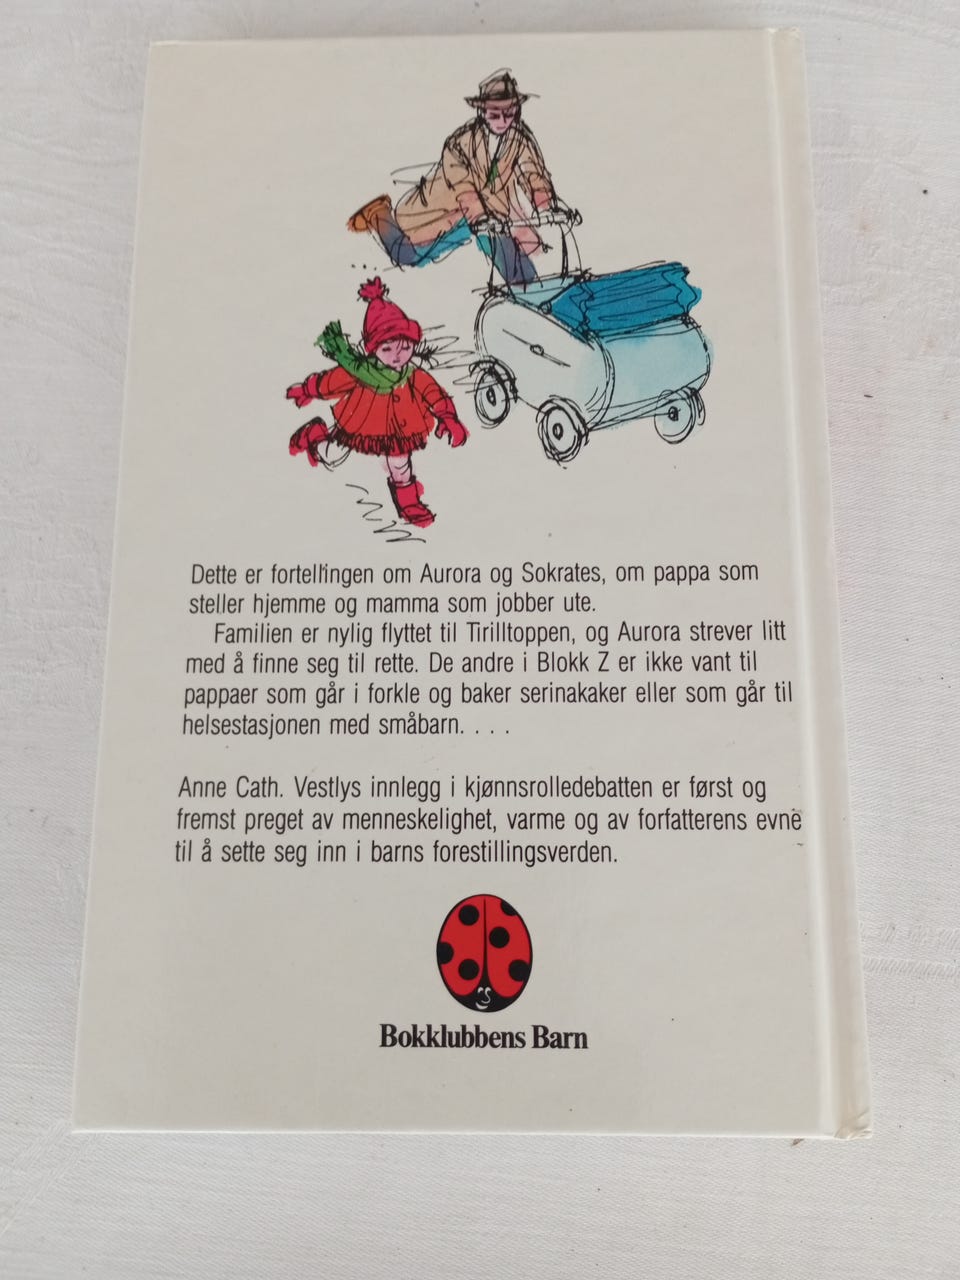 Dette er fortellingen om Aurora og Sokrates, om pappa som
steller hjemme og mamma som jobber ute.
Familien er nylig flyttet til Tirilltoppen, og Aurora strever litt
med å finne seg til rette. De andre i Blokk Z er ikke vant til
pappaer som går i forkle og baker serinakaker eller som går til
helsestasjonen med småbarn. . . .
Anne Cath. Vestlys innlegg i kjønnsrolledebatten er først og
fremst preget av menneskelighet, varme og av forfatterens evne
til å sette seg inn i barns forestillingsverden.
Bokklubbens Barn